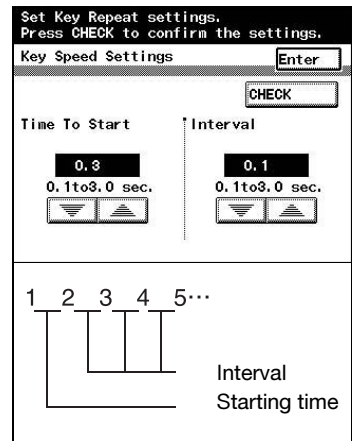 Set Key Repeat settings.
Press CHECK to confirm the settings.
Key Speed Settings
Enter
CHECK
Time To Start
Interval
0.3
0.1
0.1to3.0 sec.
0.1to3.0 sec.
1 2 3 4 5…
Interval
Starting time